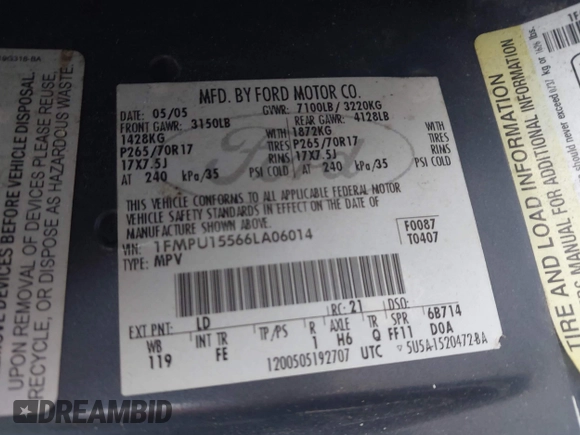 MFD. BY FORD MOTOR CO.
DATE: 05/05 GVWR: 7100LB/ 3220KG
FRONT GAWR: 3150LB REAR GAWR: 4128LB
1428KG 1872KG
P265/70R17 TIRES P265/70R17 TIRES
17X7.5J RIMS 17X7.5J RIMS
AT 240 kPa/35 PSI COLD AT 240 kPa/35 PSI COLD
THIS VEHICLE CONFORMS TO ALL APPLICABLE FEDERAL MOTOR
VEHICLE SAFETY STANDARDS IN EFFECT ON THE DATE OF
MANUFACTURE SHOWN ABOVE.
VIN: 1FMPU15566LA06014 F0087
TYPE: MPV T0407
EXT PNT: LD RC: 21 DSO: 6B714
WB INT TR TP/PS R AXLE TR SPR D0A
119 FE 1 H6 Q FF11
1200505192707 UTC 5U5A-1520472-BA
Ford
BEFORE VEHICLE DISPOSAL
UPON REMOVAL OF DEVICES PLEASE REUSE,
RECYCLE, OR DISPOSE AS HAZARDOUS WASTE.
TIRE AND LOAD INFORMATION
MANUAL FOR ADDITIONAL INFORMATION
DREAMBID